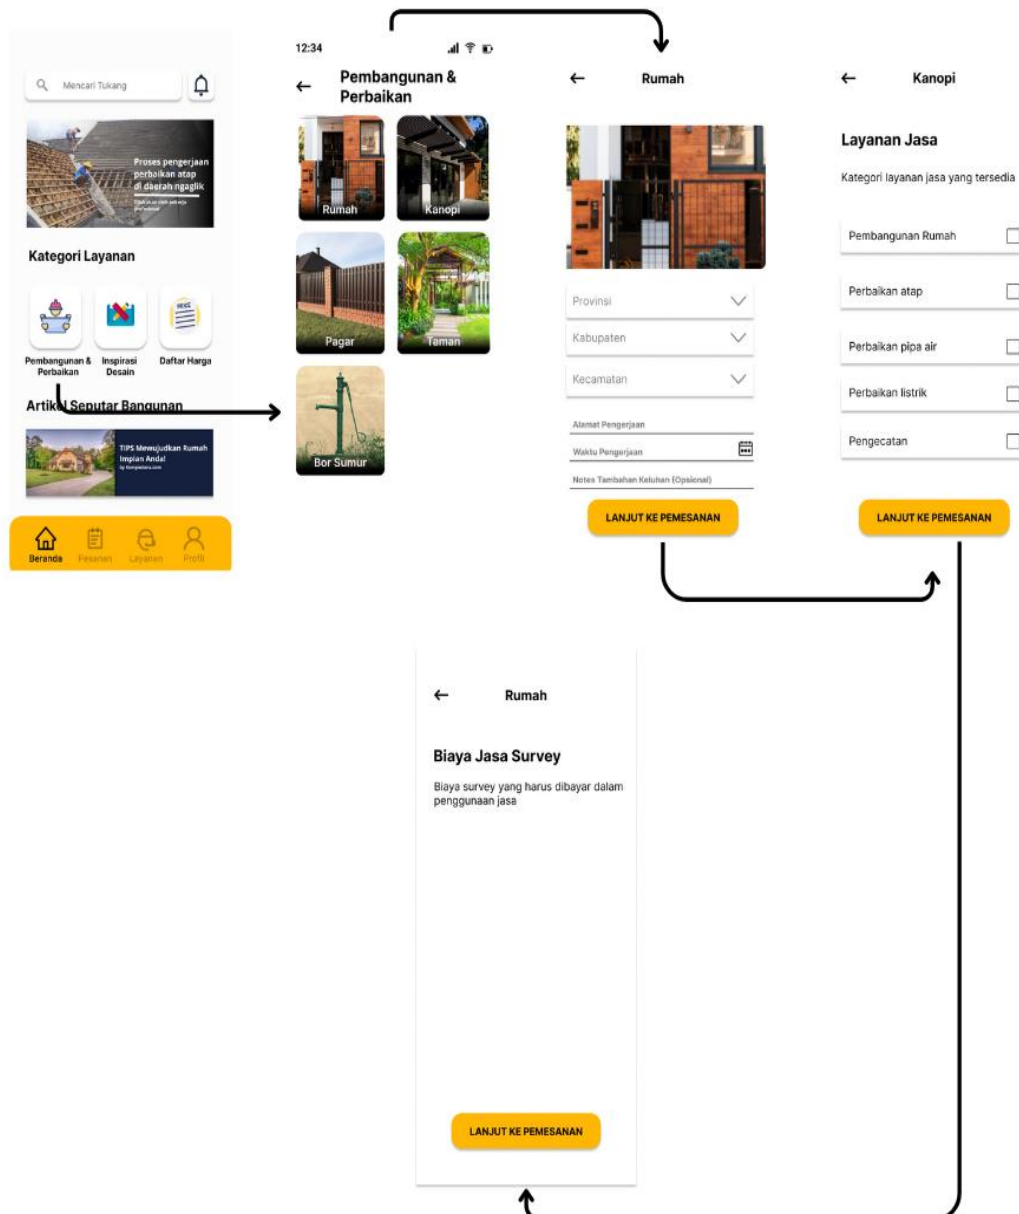 Mencari Tukang
Proses pengerjaan
perbaikan atap
di daerah ngaglik
Kategori Layanan
Pembangunan &
Perbaikan
Inspirasi
Desain
Daftar Harga
Artikel Seputar Bangunan
TIPS Mewujudkan Rumah
Impian Anda!
Beranda
Pesanan
Layanan
Profil
12:34
Pembangunan &
Perbaikan
Rumah
Kanopi
Pagar
Taman
Bor Sumur
Rumah
Provinsi
Kabupaten
Kecamatan
Alamat Pengerjaan
Waktu Pengerjaan
Notes Tambahan Keluhan (Opsional)
LANJUT KE PEMESANAN
Kanopi
Layanan Jasa
Kategori layanan jasa yang tersedia
Pembangunan Rumah
Perbaikan atap
Perbaikan pipa air
Perbaikan listrik
Pengecatan
LANJUT KE PEMESANAN
Rumah
Biaya Jasa Survey
Biaya survey yang harus dibayar dalam
penggunaan jasa
LANJUT KE PEMESANAN